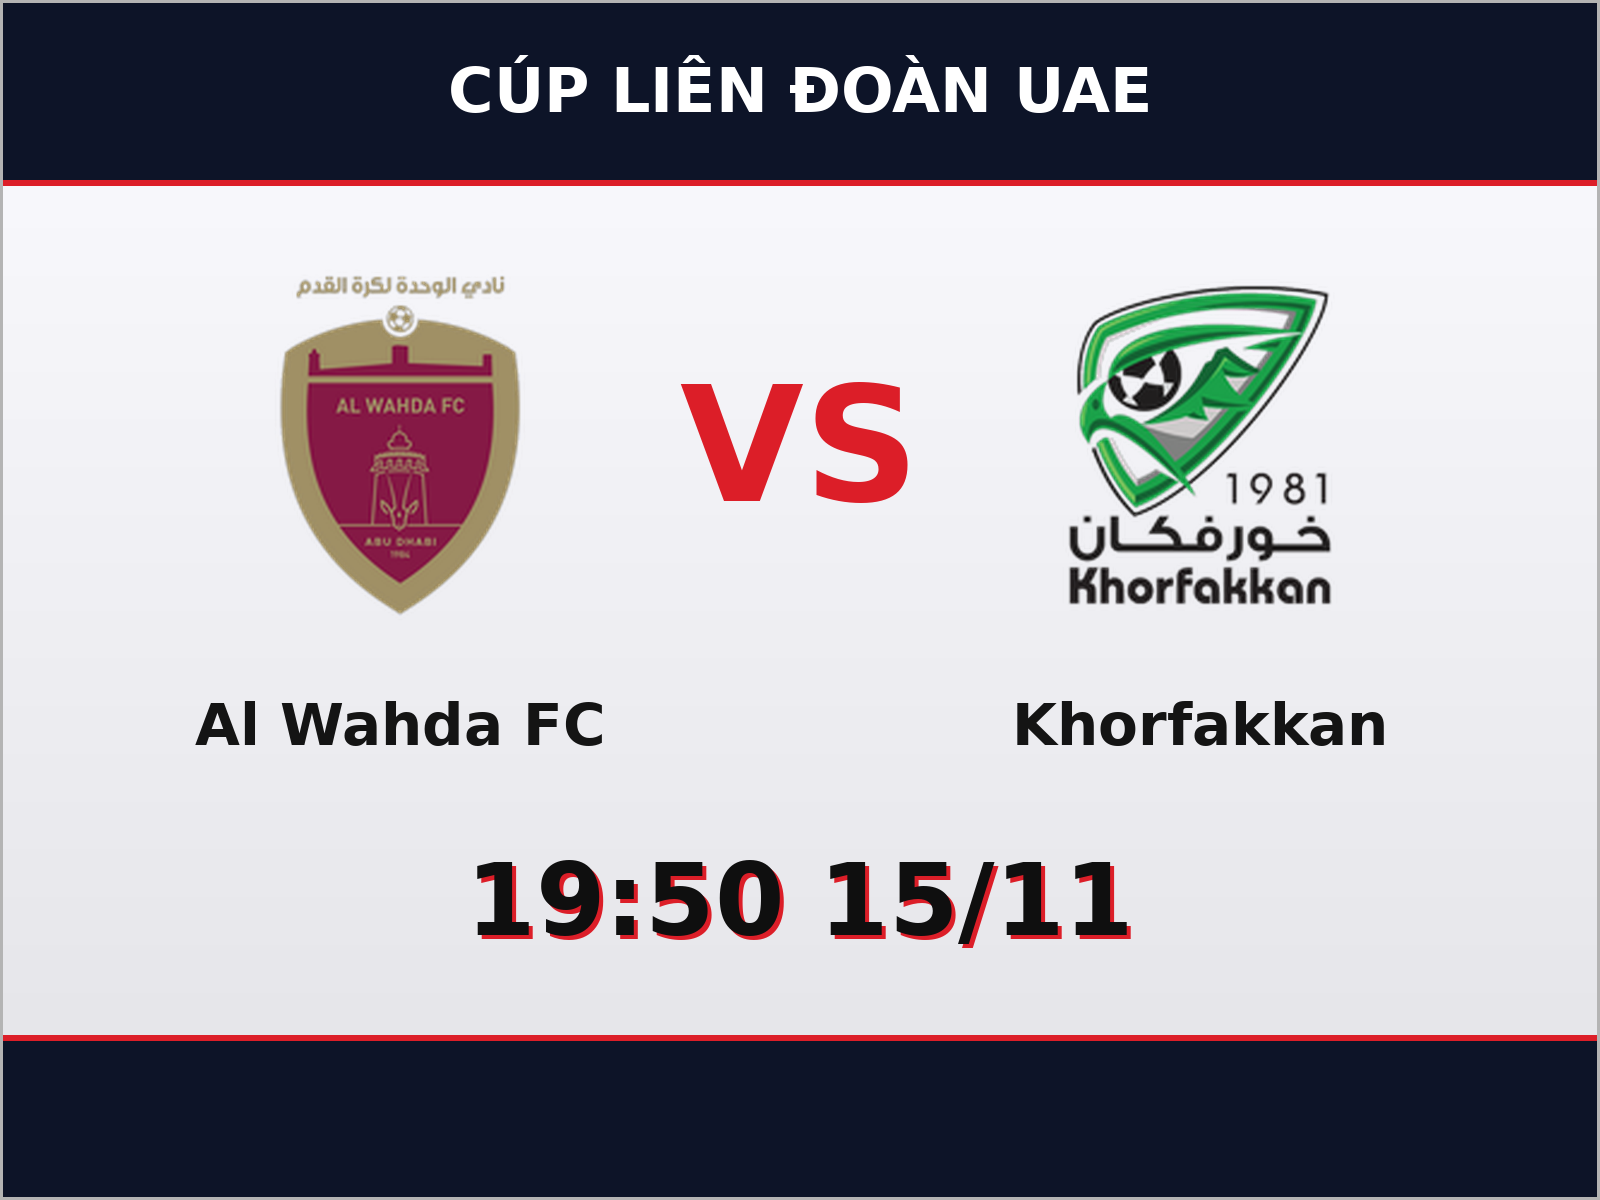 CÚP LIÊN ĐOÀN UAE
نادي الوحدة لكرة القدم
AL WAHDA FC
ABU DHABI
1984
VS
1981
خورفكان
Khorfakkan
Al Wahda FC
Khorfakkan
19:50 15/11